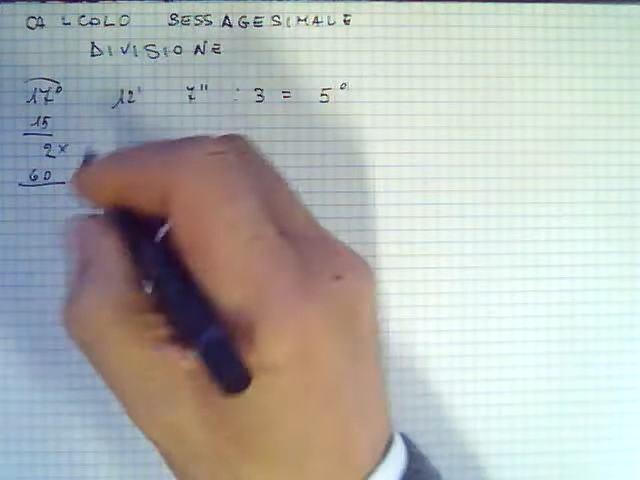 CALCOLO SESSAGESIMALE
DIVISIONE
17° 12' 7" : 3 = 5°
15
2 x
60